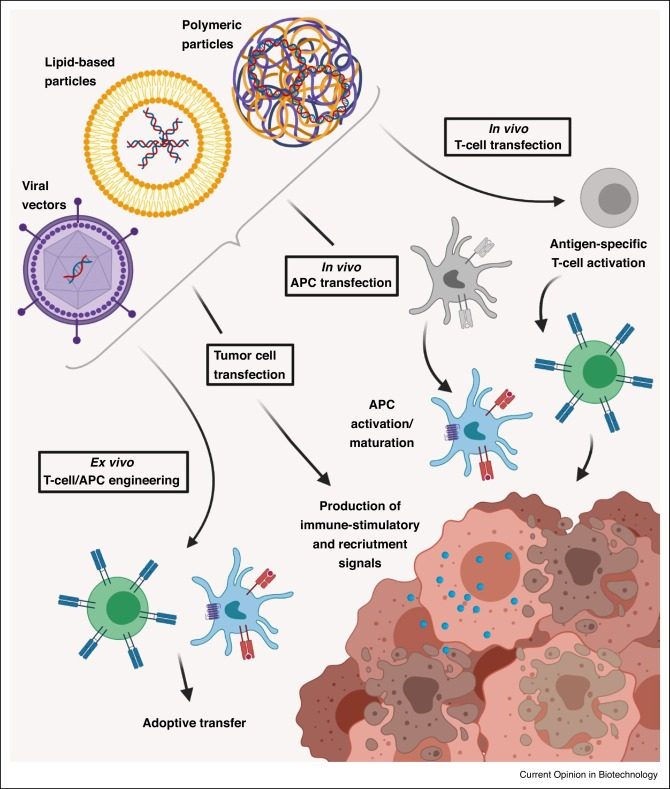 Polymeric
particles
Lipid-based
particles
Viral
vectors
In vivo
T-cell transfection
Antigen-specific
T-cell activation
In vivo
APC transfection
Tumor cell
transfection
APC
activation/
maturation
Ex vivo
T-cell/APC engineering
Production of
immune-stimulatory
and recriutment
signals
Adoptive transfer
Current Opinion in Biotechnology